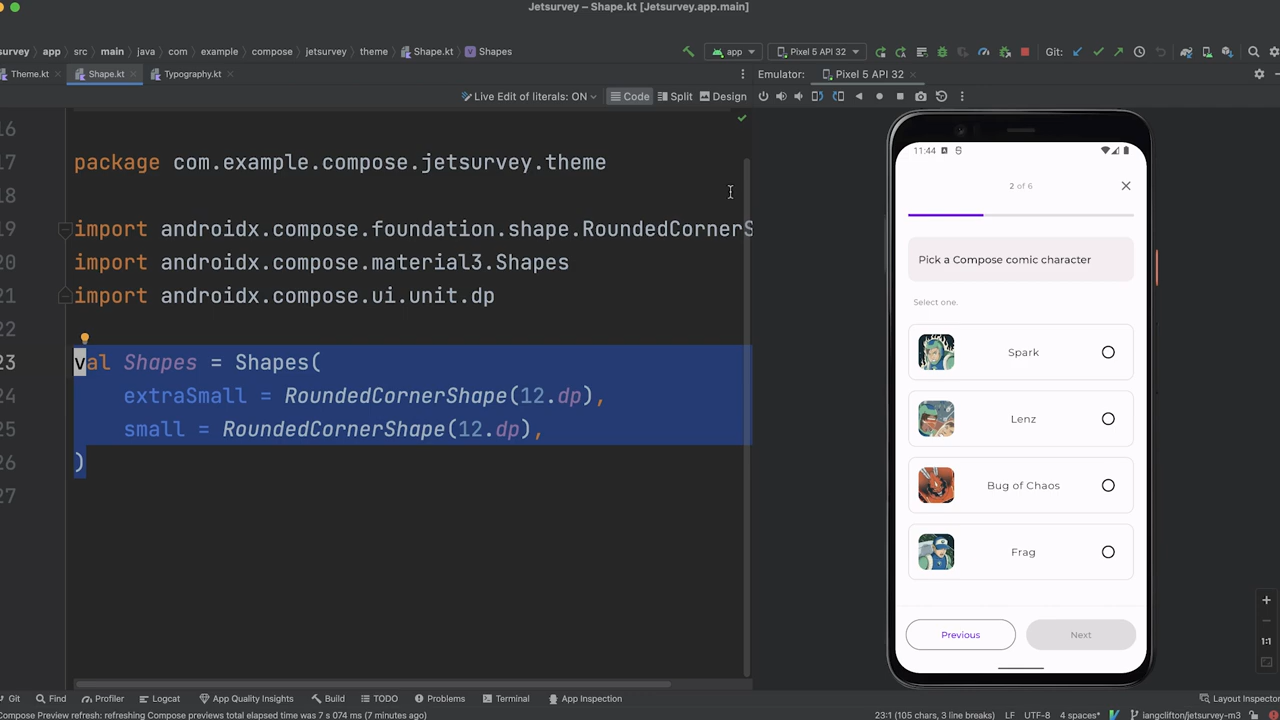 Jetsurvey – Shape.kt [Jetsurvey.app.main]
survey app src main java com example compose jetsurvey theme Shape.kt Shapes
app Pixel 5 API 32 Git:
Theme.kt Shape.kt Typography.kt
Emulator: Pixel 5 API 32
Live Edit of literals: ON Code Split Design
16
17 package com.example.compose.jetsurvey.theme
18
19 import androidx.compose.foundation.shape.RoundedCornerS
20 import androidx.compose.material3.Shapes
21 import androidx.compose.ui.unit.dp
22
23 val Shapes = Shapes(
24 extraSmall = RoundedCornerShape(12.dp),
25 small = RoundedCornerShape(12.dp),
26 )
27
11:44
2 of 6
Pick a Compose comic character
Select one.
Spark
Lenz
Bug of Chaos
Frag
Previous Next
1:1
Git Find Profiler Logcat App Quality Insights Build TODO Problems Terminal App Inspection Layout Inspector
Compose Preview refresh: refreshing Compose previews total elapsed time was 7 s 074 ms (7 minutes ago)
23:1 (105 chars, 3 line breaks) LF UTF-8 4 spaces* langclifton/jetsurvey-m3